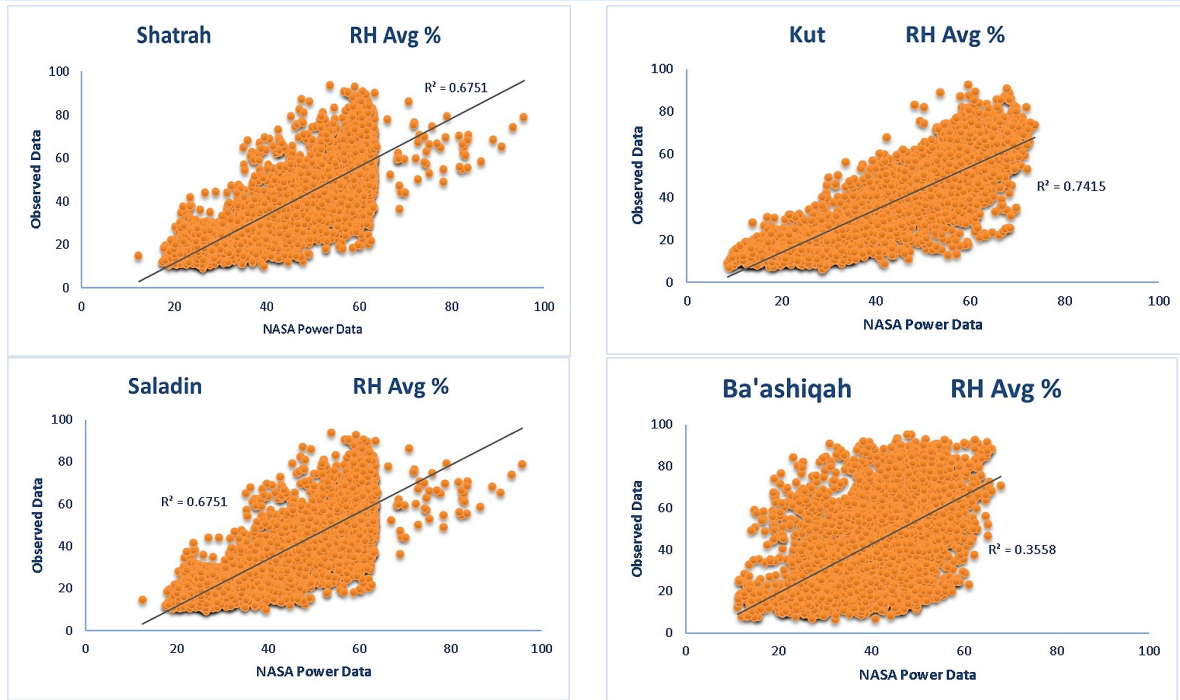 Shatrah RH Avg %
100
80
60
40
20
0
Observed Data
R² = 0.6751
0 20 40 60 80 100
NASA Power Data
Kut RH Avg %
100
80
60
40
20
0
Observed Data
R² = 0.7415
0 20 40 60 80 100
NASA Power Data
Saladin RH Avg %
100
80
60
40
20
0
Observed Data
R² = 0.6751
0 20 40 60 80 100
NASA Power Data
Ba'ashiqah RH Avg %
100
80
60
40
20
0
Observed Data
R² = 0.3558
0 20 40 60 80 100
NASA Power Data